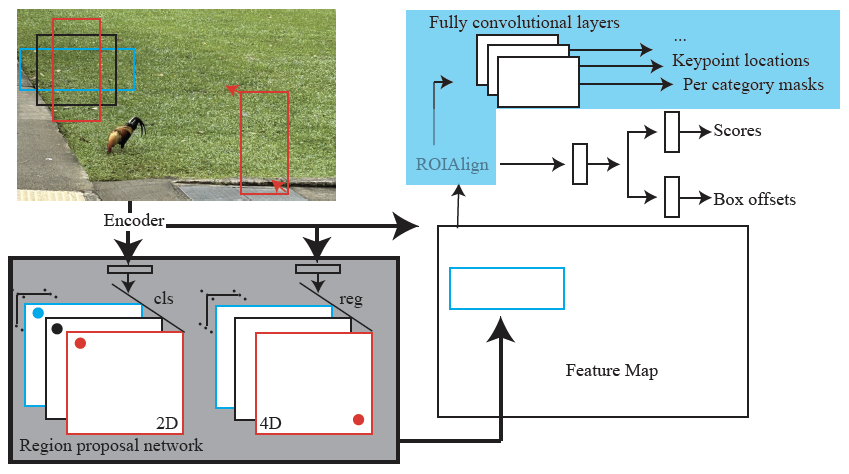 Fully convolutional layers
...
Keypoint locations
Per category masks
ROIAlign
Scores
Box offsets
Encoder
cls
reg
2D
4D
Region proposal network
Feature Map